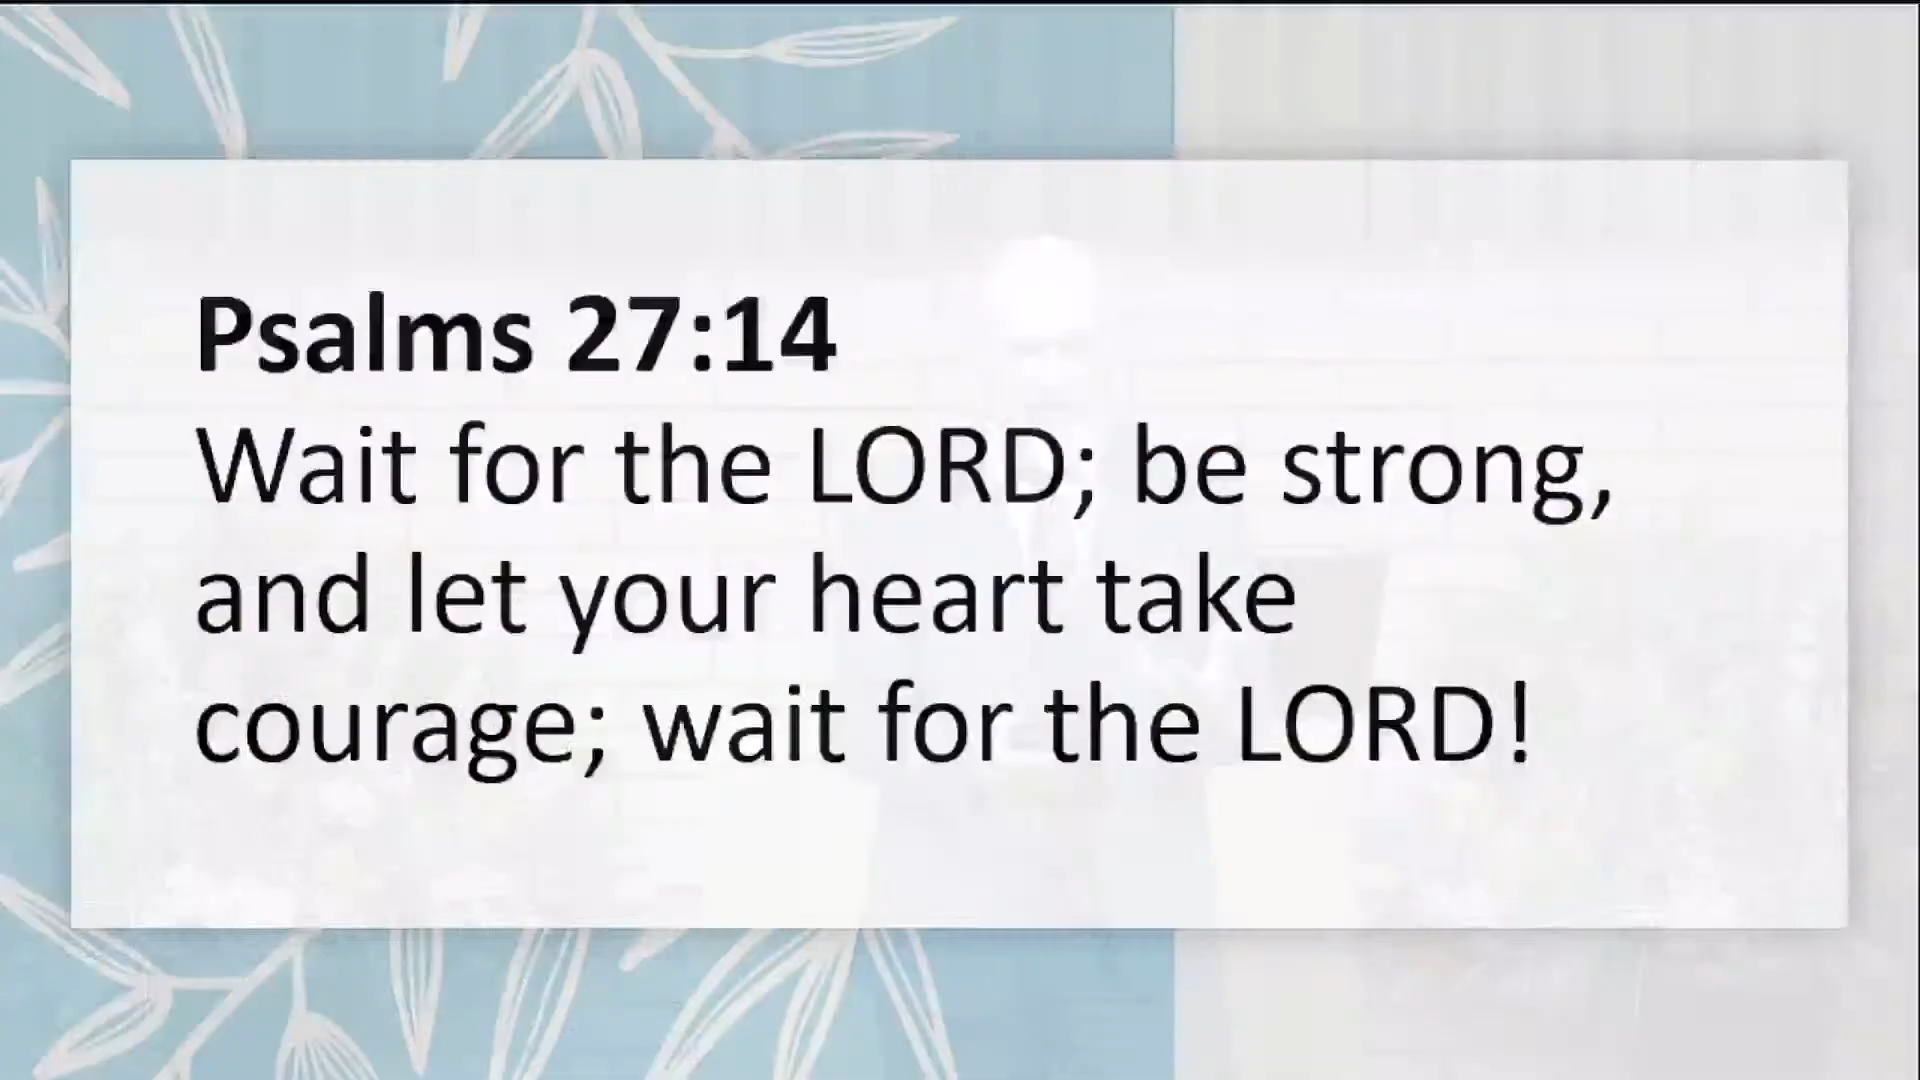 Psalms 27:14
Wait for the LORD; be strong,
and let your heart take
courage; wait for the LORD!